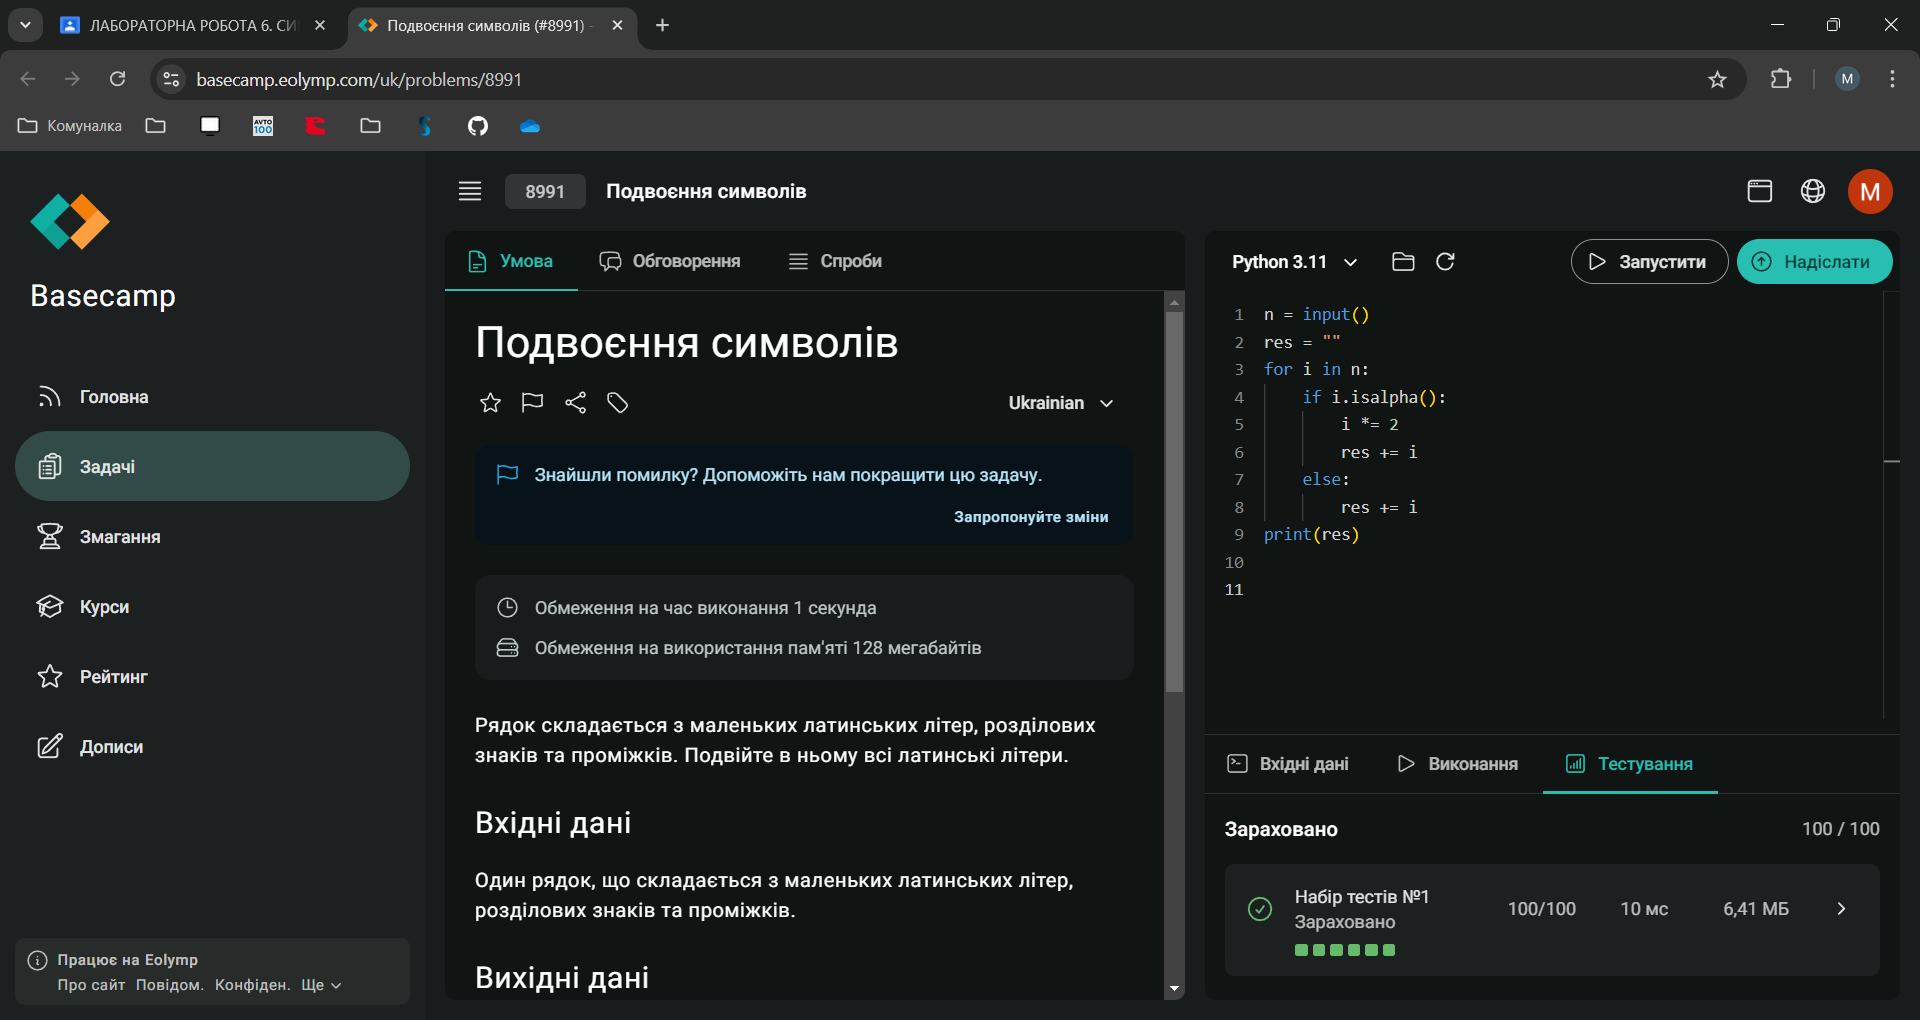 ЛАБОРАТОРНА РОБОТА 6. СИ
Подвоєння символів (#8991) -
basecamp.eolymp.com/uk/problems/8991
M
Комуналка
AVTO 100
Basecamp
Головна
Задачі
Змагання
Курси
Рейтинг
Дописи
Працює на Eolymp
Про сайт Повідом. Конфіден. Ще
8991 Подвоєння символів
M
Умова Обговорення Спроби
Подвоєння символів
Ukrainian
Знайшли помилку? Допоможіть нам покращити цю задачу.
Запропонуйте зміни
Обмеження на час виконання 1 секунда
Обмеження на використання пам'яті 128 мегабайтів
Рядок складається з маленьких латинських літер, розділових
знаків та проміжків. Подвійте в ньому всі латинські літери.
Вхідні дані
Один рядок, що складається з маленьких латинських літер,
розділових знаків та проміжків.
Вихідні дані
Python 3.11 Запустити Надіслати
1 n = input()
2 res = ""
3 for i in n:
4 if i.isalpha():
5 i *= 2
6 res += i
7 else:
8 res += i
9 print(res)
10
11
Вхідні дані Виконання Тестування
Зараховано 100 / 100
Набір тестів №1 100/100 10 мс 6,41 МБ
Зараховано